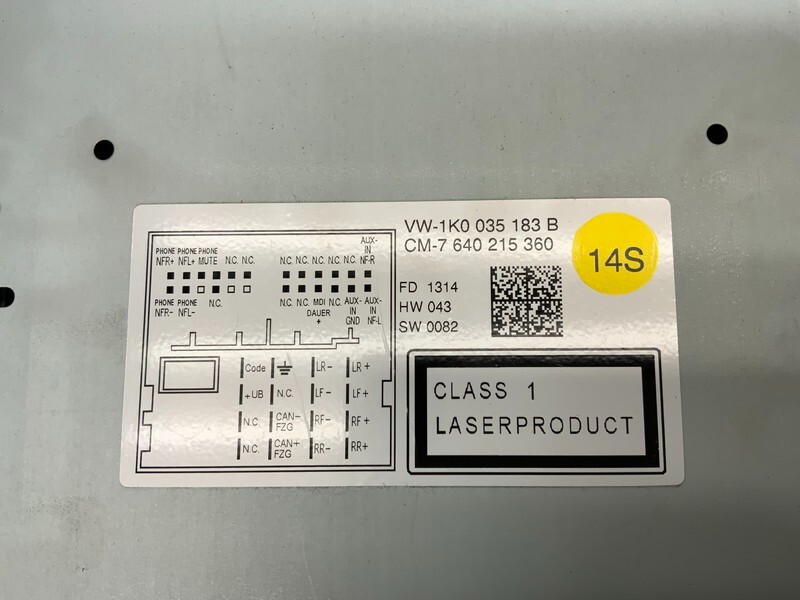 VW-1K0 035 183 B
CM-7 640 215 360
14S
FD 1314
HW 043
SW 0082
PHONE PHONE PHONE AUX-
IN
NFR+ NFL+ MUTE N.C. N.C. N.C. N.C. N.C. N.C. N.C. NF-R
PHONE PHONE N.C. N.C. N.C. MDI N.C. AUX- AUX-
NFR- NFL- DAUER IN IN
+ GND NF-L
Code LR- LR+
+UB N.C. LF- LF+
N.C. CAN- RF- RF+
FZG
N.C. CAN+ RR- RR+
FZG
CLASS 1
LASERPRODUCT